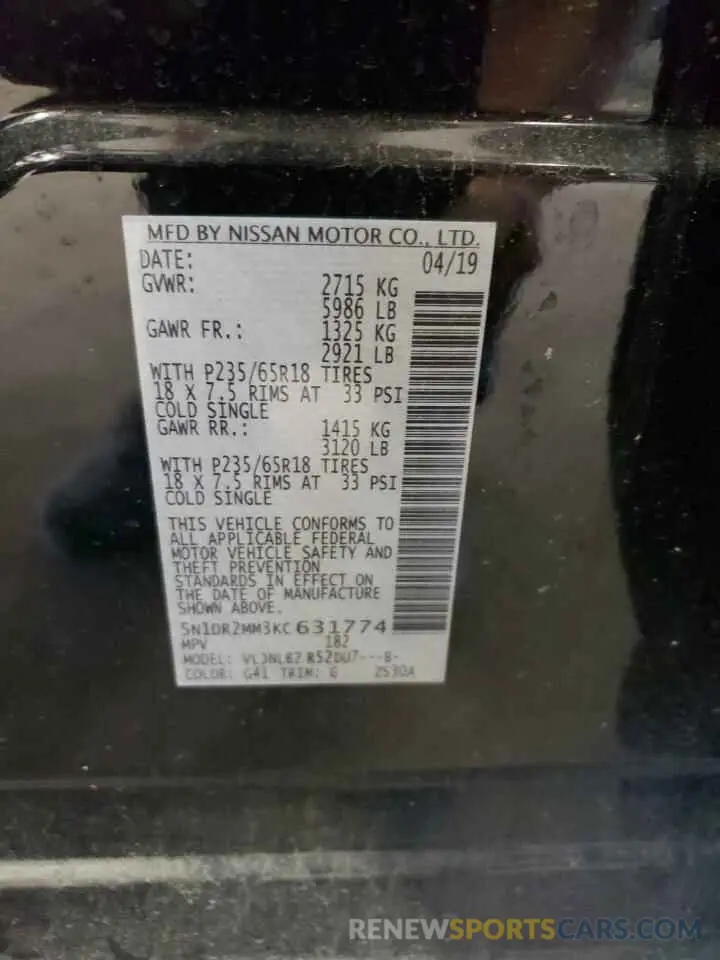 MFD BY NISSAN MOTOR CO., LTD.
DATE: 04/19
GVWR: 2715 KG
5986 LB
GAWR FR.: 1325 KG
2921 LB
WITH P235/65R18 TIRES
18 X 7.5 RIMS AT 33 PSI
COLD SINGLE
GAWR RR.: 1415 KG
3120 LB
WITH P235/65R18 TIRES
18 X 7.5 RIMS AT 33 PSI
COLD SINGLE
THIS VEHICLE CONFORMS TO
ALL APPLICABLE FEDERAL
MOTOR VEHICLE SAFETY AND
THEFT PREVENTION
STANDARDS IN EFFECT ON
THE DATE OF MANUFACTURE
SHOWN ABOVE.
5N1DR2MM3KC 631774
MPV 182
MODEL:
COLOR: G41 TRIM: G 2530A
RENEWSPORTSCARS.COM